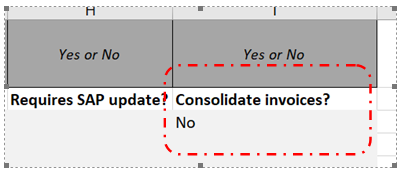 H I
Yes or No Yes or No
Requires SAP update? Consolidate invoices?
No